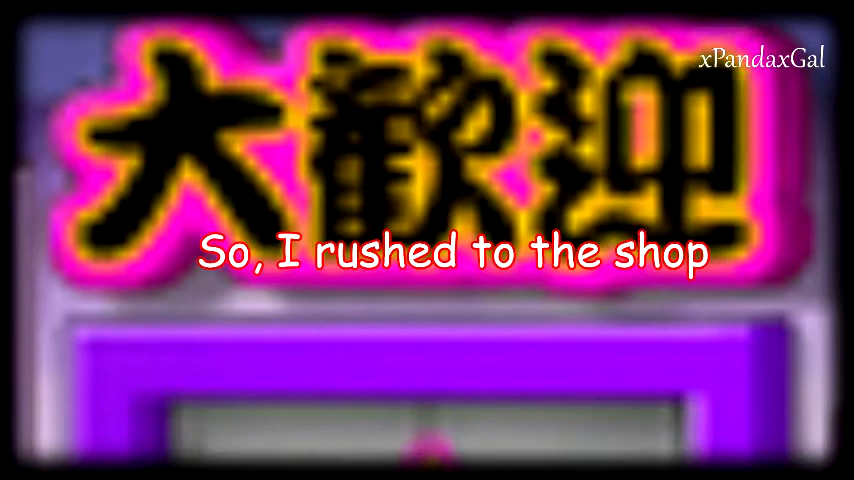 大歓迎
xPandaxGal
So, I rushed to the shop